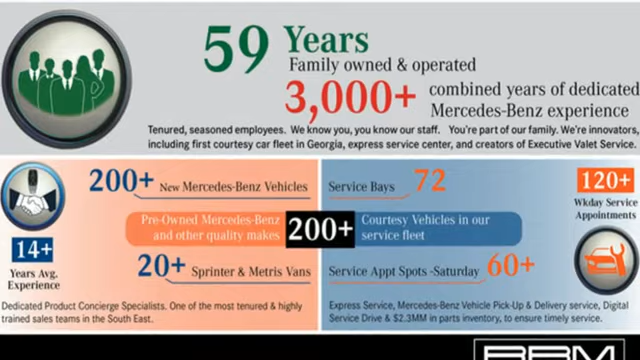 59 Years
Family owned & operated
3,000+ combined years of dedicated
Mercedes-Benz experience
Tenured, seasoned employees. We know you, you know our staff. You're part of our family. We're innovators,
including first courtesy car fleet in Georgia, express service center, and creators of Executive Valet Service.
200+ New Mercedes-Benz Vehicles
Pre-Owned Mercedes-Benz
and other quality makes
200+
20+ Sprinter & Metris Vans
14+
Years Avg.
Experience
Dedicated Product Concierge Specialists. One of the most tenured & highly
trained sales teams in the South East.
Service Bays 72
Courtesy Vehicles in our
service fleet
Service Appt Spots -Saturday 60+
120+
Wkday Service
Appointments
Express Service, Mercedes-Benz Vehicle Pick-Up & Delivery service, Digital
Service Drive & $2.3MM in parts inventory, to ensure timely service.